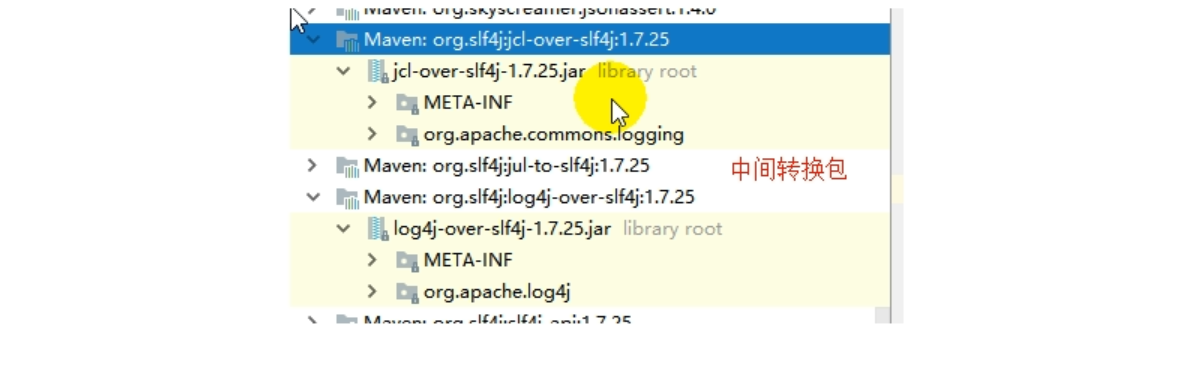 Maven: org.skyscreamer:jsonassert:1.4.0
Maven: org.slf4j:jcl-over-slf4j:1.7.25
jcl-over-slf4j-1.7.25.jar library root
META-INF
org.apache.commons.logging
Maven: org.slf4j:jul-to-slf4j:1.7.25 中间转换包
Maven: org.slf4j:log4j-over-slf4j:1.7.25
log4j-over-slf4j-1.7.25.jar library root
META-INF
org.apache.log4j
Maven: org.slf4j:slf4j-api:1.7.25